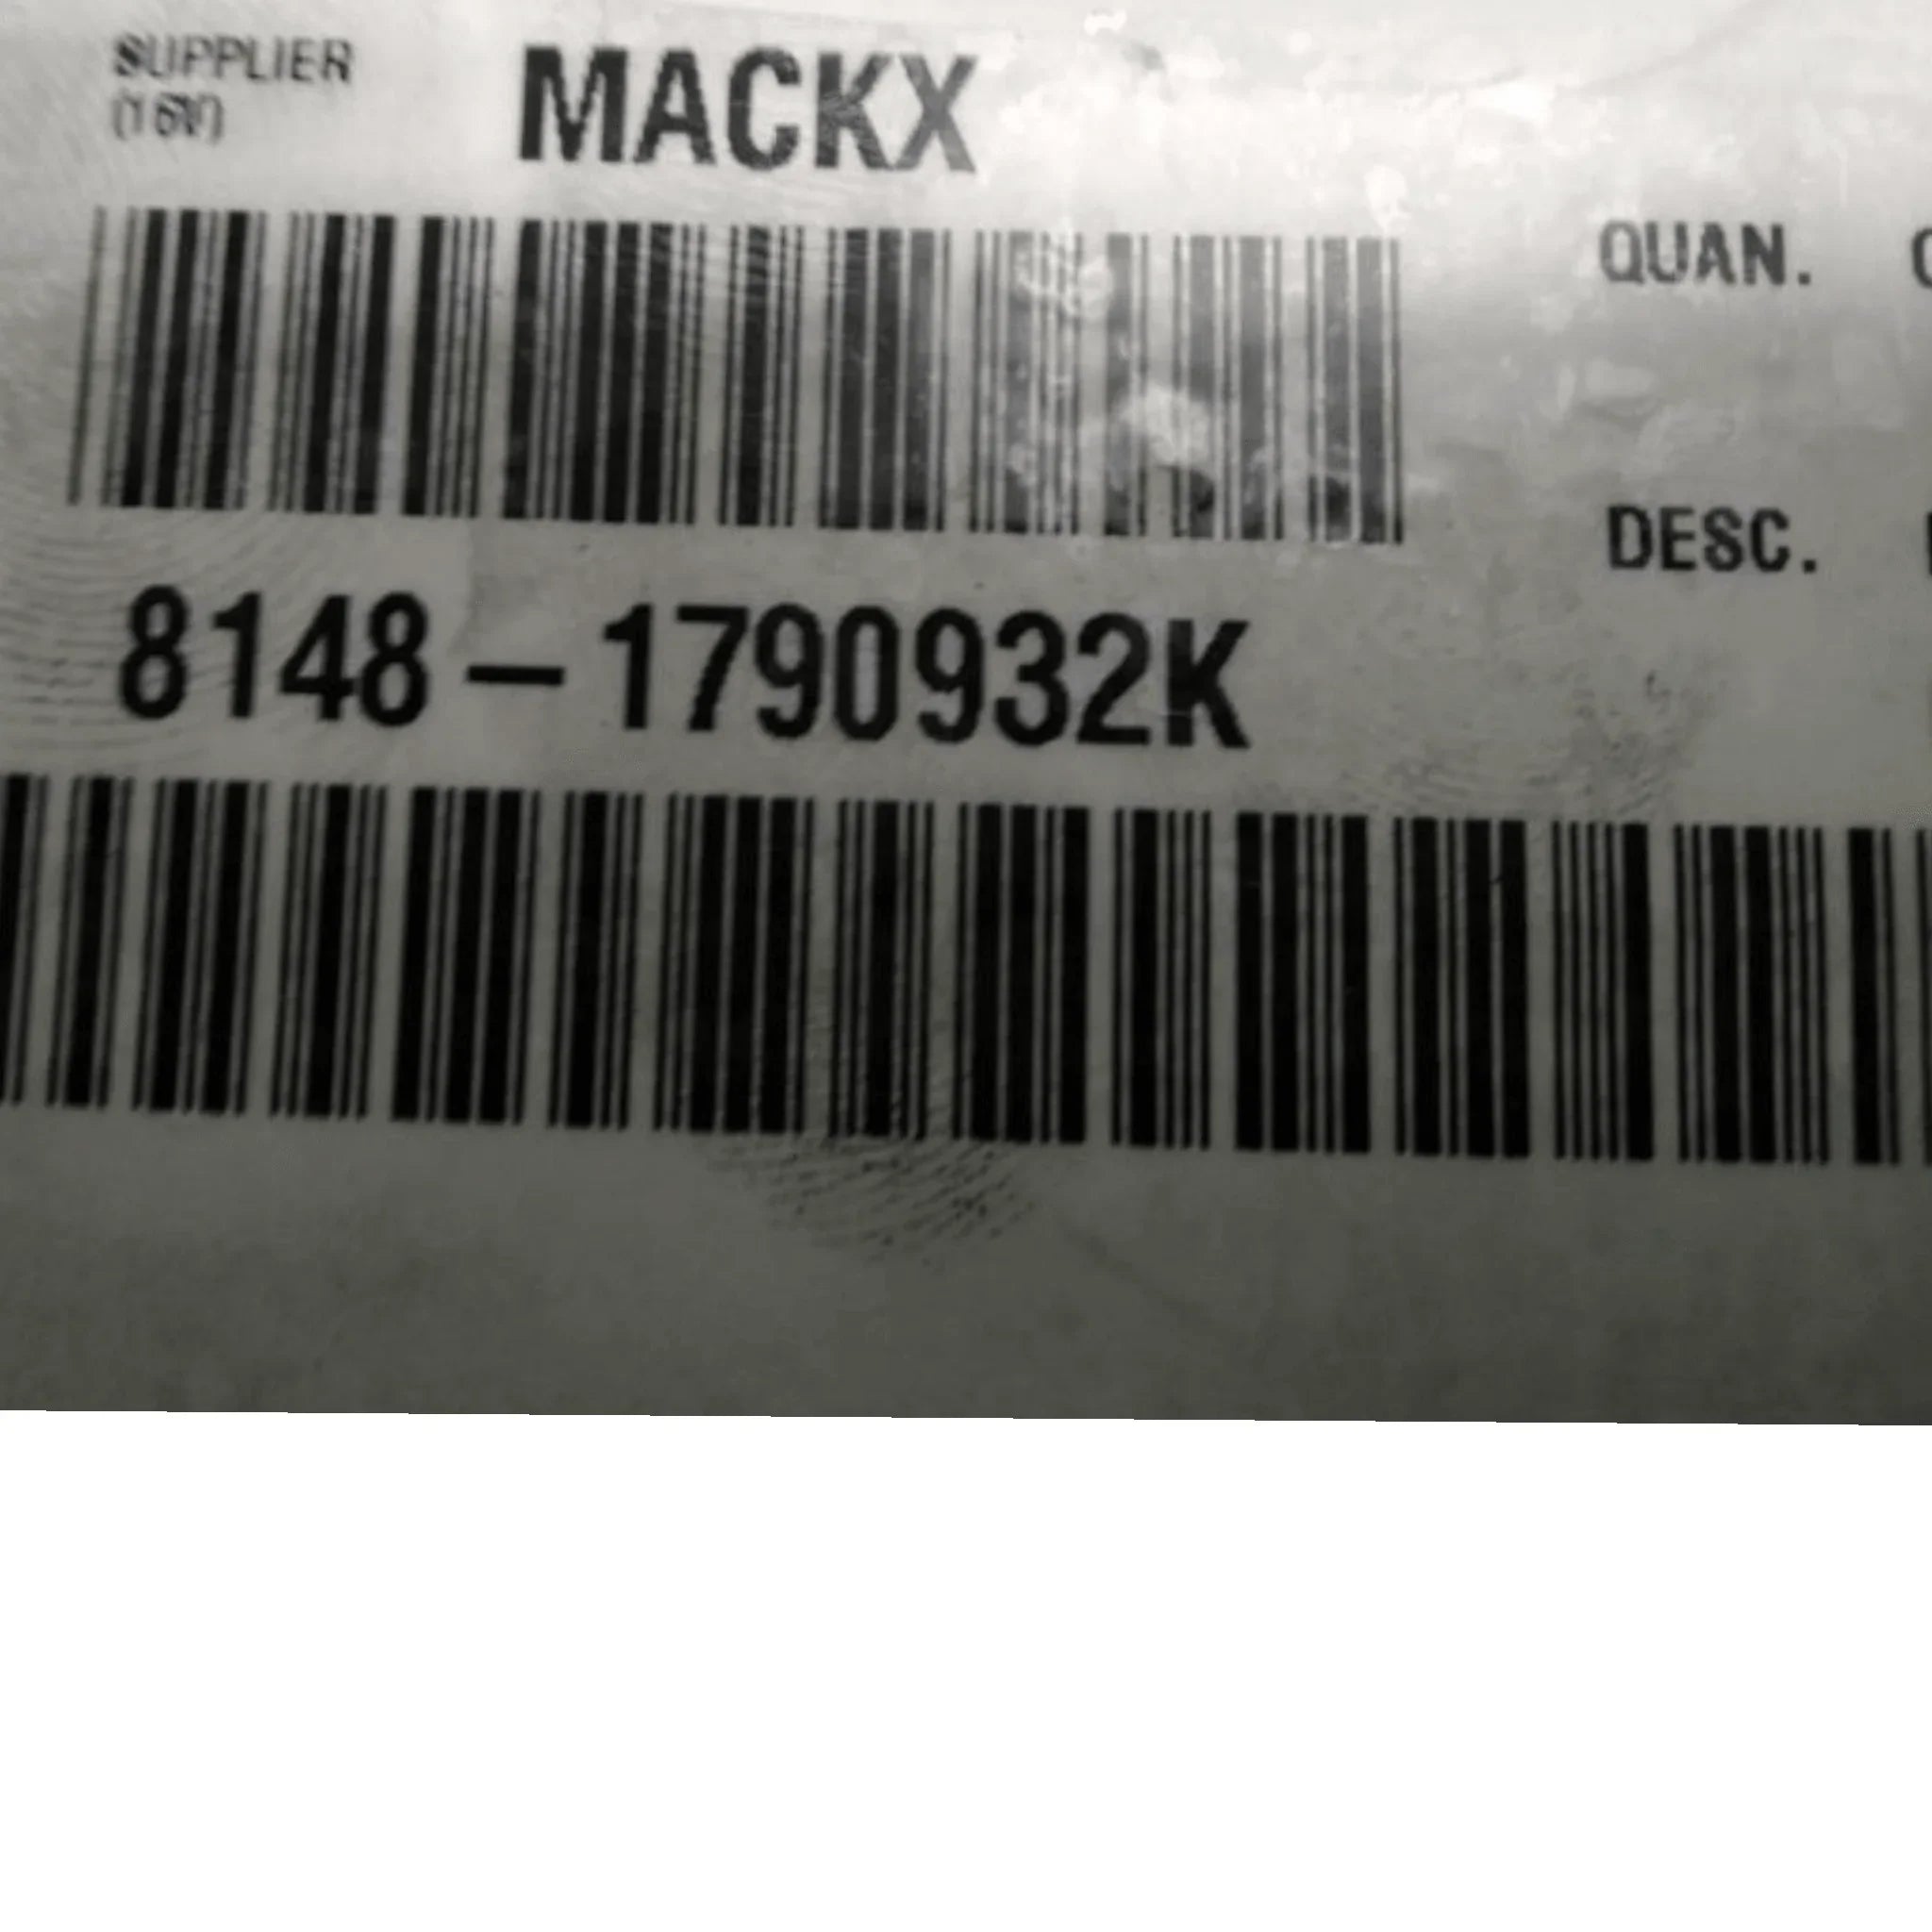 SUPPLIER MACKX
(16V)
QUAN.
DESC.
8148-1790932K